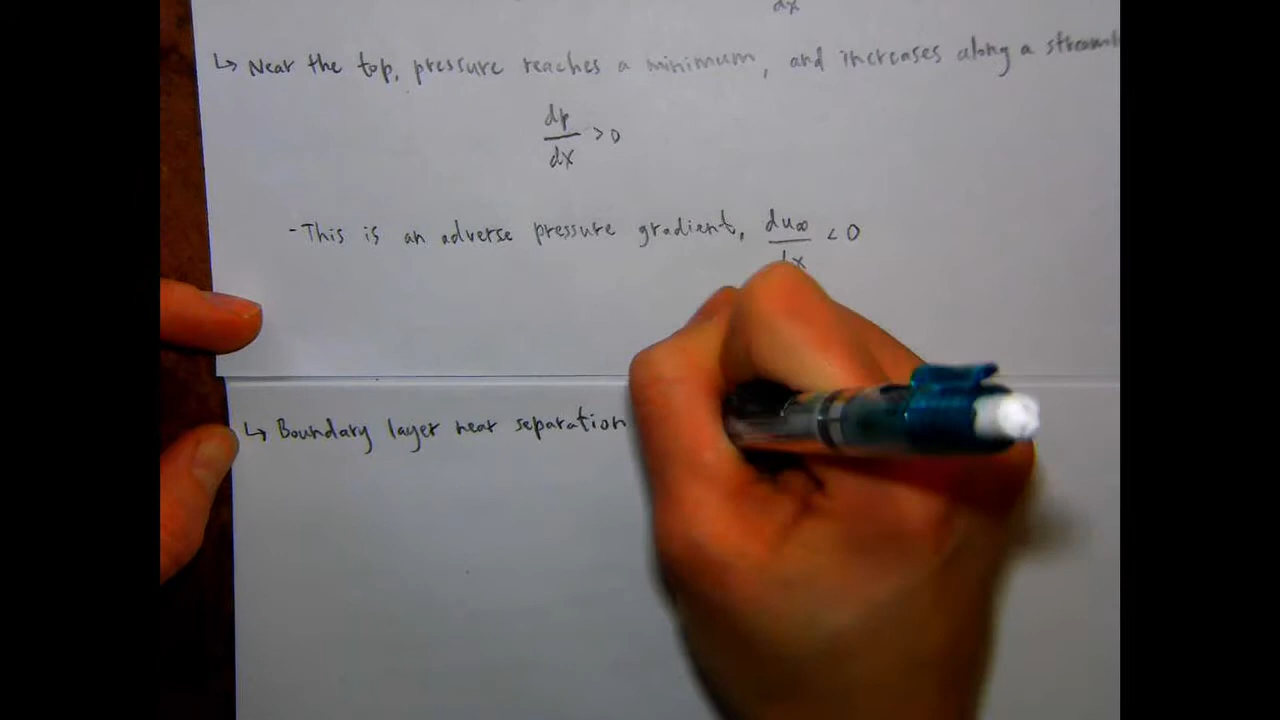 dx
↳ Near the top, pressure reaches a minimum, and increases along a
dp
dx > 0
- This is an adverse pressure gradient, du∞
dx < 0
↳ Boundary layer near separation